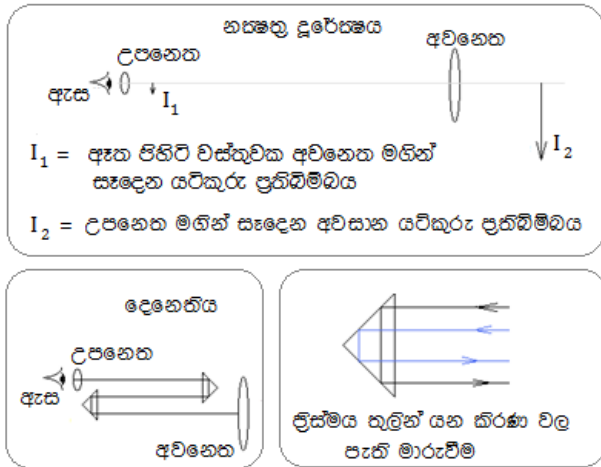 නක්‍ෂත්‍ර දූරේක්‍ෂය
අවනෙත
උපනෙත
ඇස
I1
I2
I1 = ඈත පිහිටි වස්තුවක අවනෙත මගින්
සෑදෙන යටිකුරු ප්‍රතිබිම්බය
I2 = උපනෙත මගින් සෑදෙන අවසාන යටිකුරු ප්‍රතිබිම්බය
දෙනෙතිය
උපනෙත
ඇස
අවනෙත
ප්‍රිස්මය තුලින් යන කිරණ වල
පැති මාරුවීම